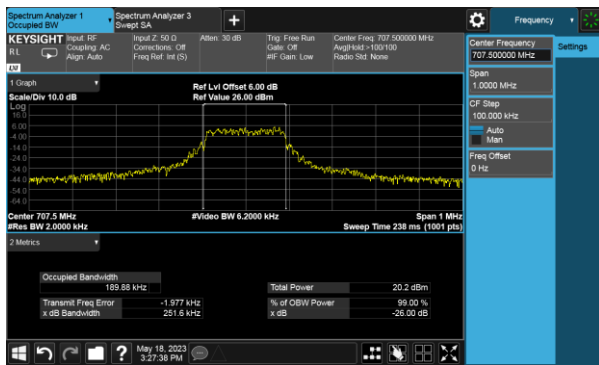 Spectrum Analyzer 1
Occupied BW
Spectrum Analyzer 3
Swept SA
+
Frequency
KEYSIGHT
RL
Input: RF
Coupling: AC
Align: Auto
Input Z: 50 Ω
Corrections: Off
Freq Ref: Int (S)
Atten: 30 dB
Trig: Free Run
Gate: Off
#IF Gain: Low
Center Freq: 707.500000 MHz
Avg|Hold:>100/100
Radio Std: None
Center Frequency
707.500000 MHz
Settings
Span
1.0000 MHz
CF Step
100.000 kHz
Auto
Man
Freq Offset
0 Hz
1 Graph
Scale/Div 10.0 dB
Ref Lvl Offset 6.00 dB
Ref Value 26.00 dBm
Log
16.0
6.00
-4.00
-14.0
-24.0
-34.0
-44.0
-54.0
-64.0
Center 707.5 MHz
#Res BW 2.0000 kHz
#Video BW 6.2000 kHz
Span 1 MHz
Sweep Time 238 ms (1001 pts)
2 Metrics
Occupied Bandwidth
189.88 kHz
Total Power 20.2 dBm
Transmit Freq Error -1.977 kHz
% of OBW Power 99.00 %
x dB Bandwidth 251.6 kHz
x dB -26.00 dB
?
May 18, 2023
3:27:38 PM